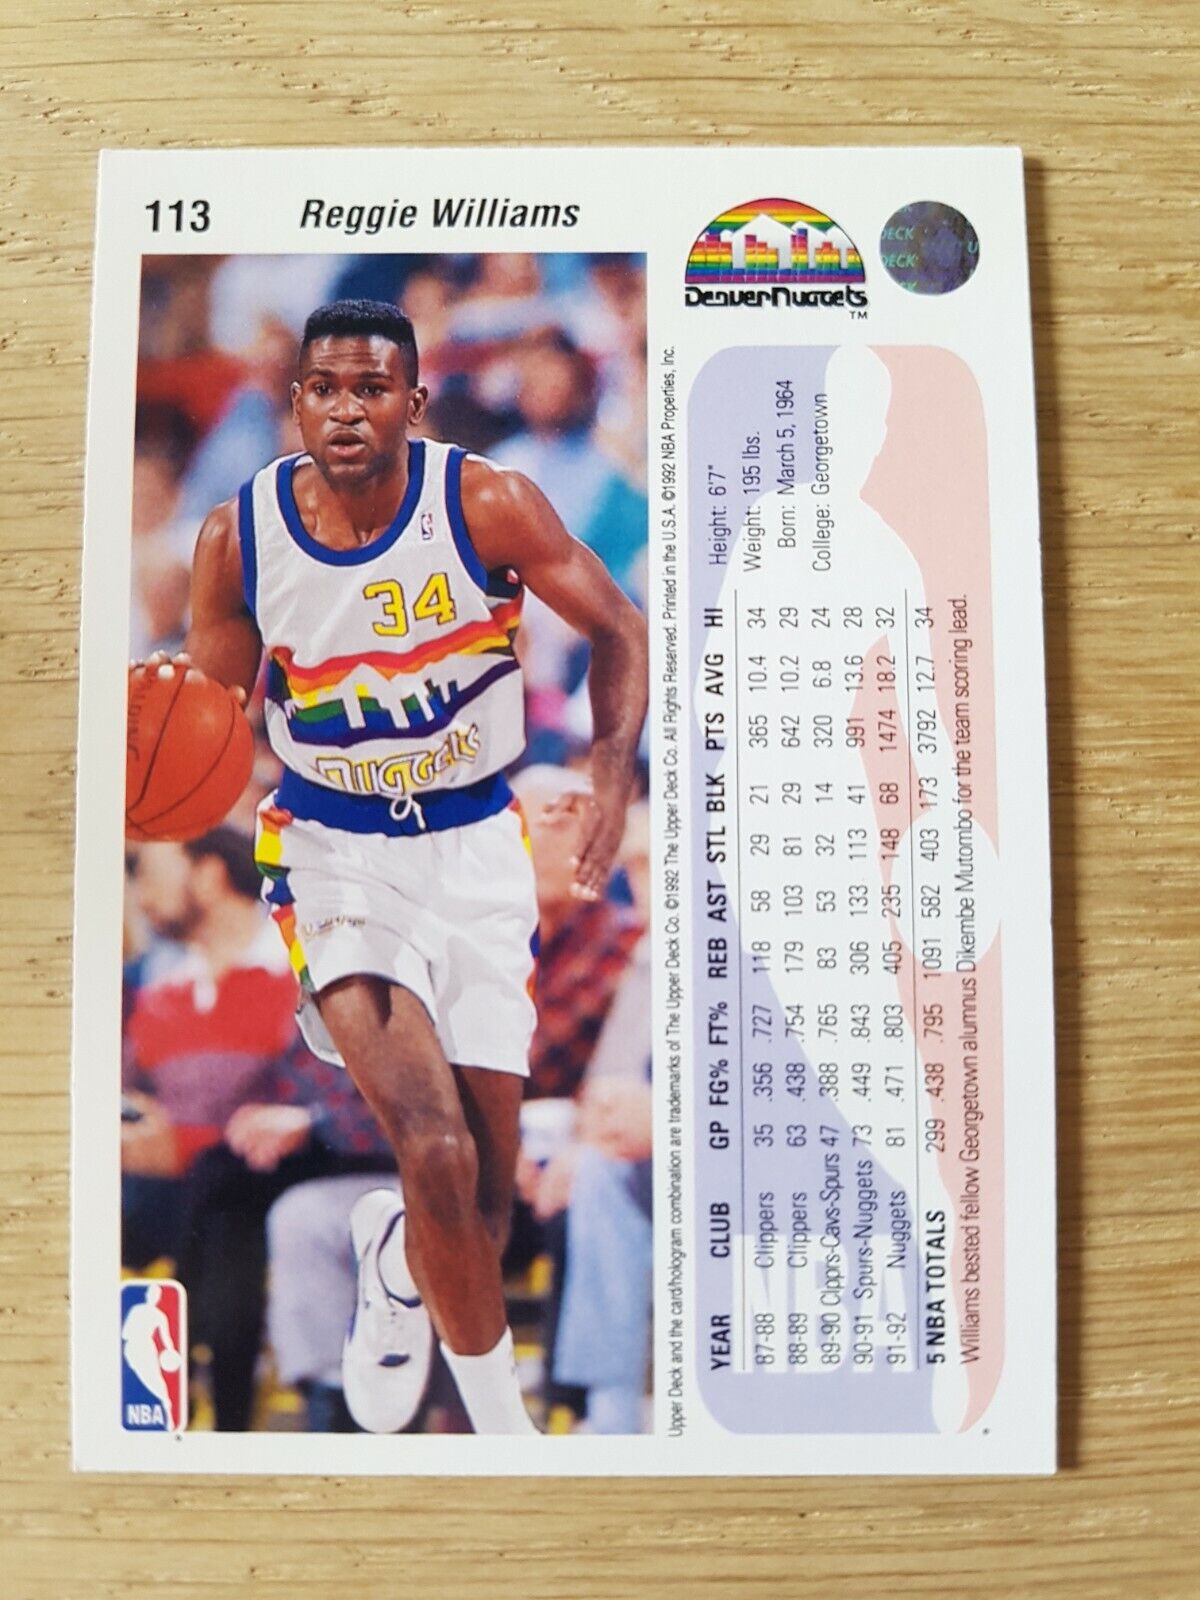 113
Reggie Williams
Denver Nuggets
TM
DECK U
DECK
DECK
34
Nuggets
NBA
Upper Deck and the card/hologram combination are trademarks of The Upper Deck Co. ©1992 The Upper Deck Co. All Rights Reserved. Printed in the U.S.A. ©1992 NBA Properties, Inc.
Height: 6'7"
Weight: 195 lbs.
Born: March 5, 1964
College: Georgetown
YEAR CLUB GP FG% FT% REB AST STL BLK PTS AVG HI
87-88 Clippers 35 .356 .727 118 58 29 21 365 10.4 34
88-89 Clippers 63 .438 .754 179 103 81 29 642 10.2 29
89-90 Clpprs-Cavs-Spurs 47 .388 .765 83 53 32 14 320 6.8 24
90-91 Spurs-Nuggets 73 .449 .843 306 133 113 41 991 13.6 28
91-92 Nuggets 81 .471 .803 405 235 148 68 1474 18.2 32
5 NBA TOTALS 299 .438 .795 1091 582 403 173 3792 12.7 34
Williams bested fellow Georgetown alumnus Dikembe Mutombo for the team scoring lead.
NBA